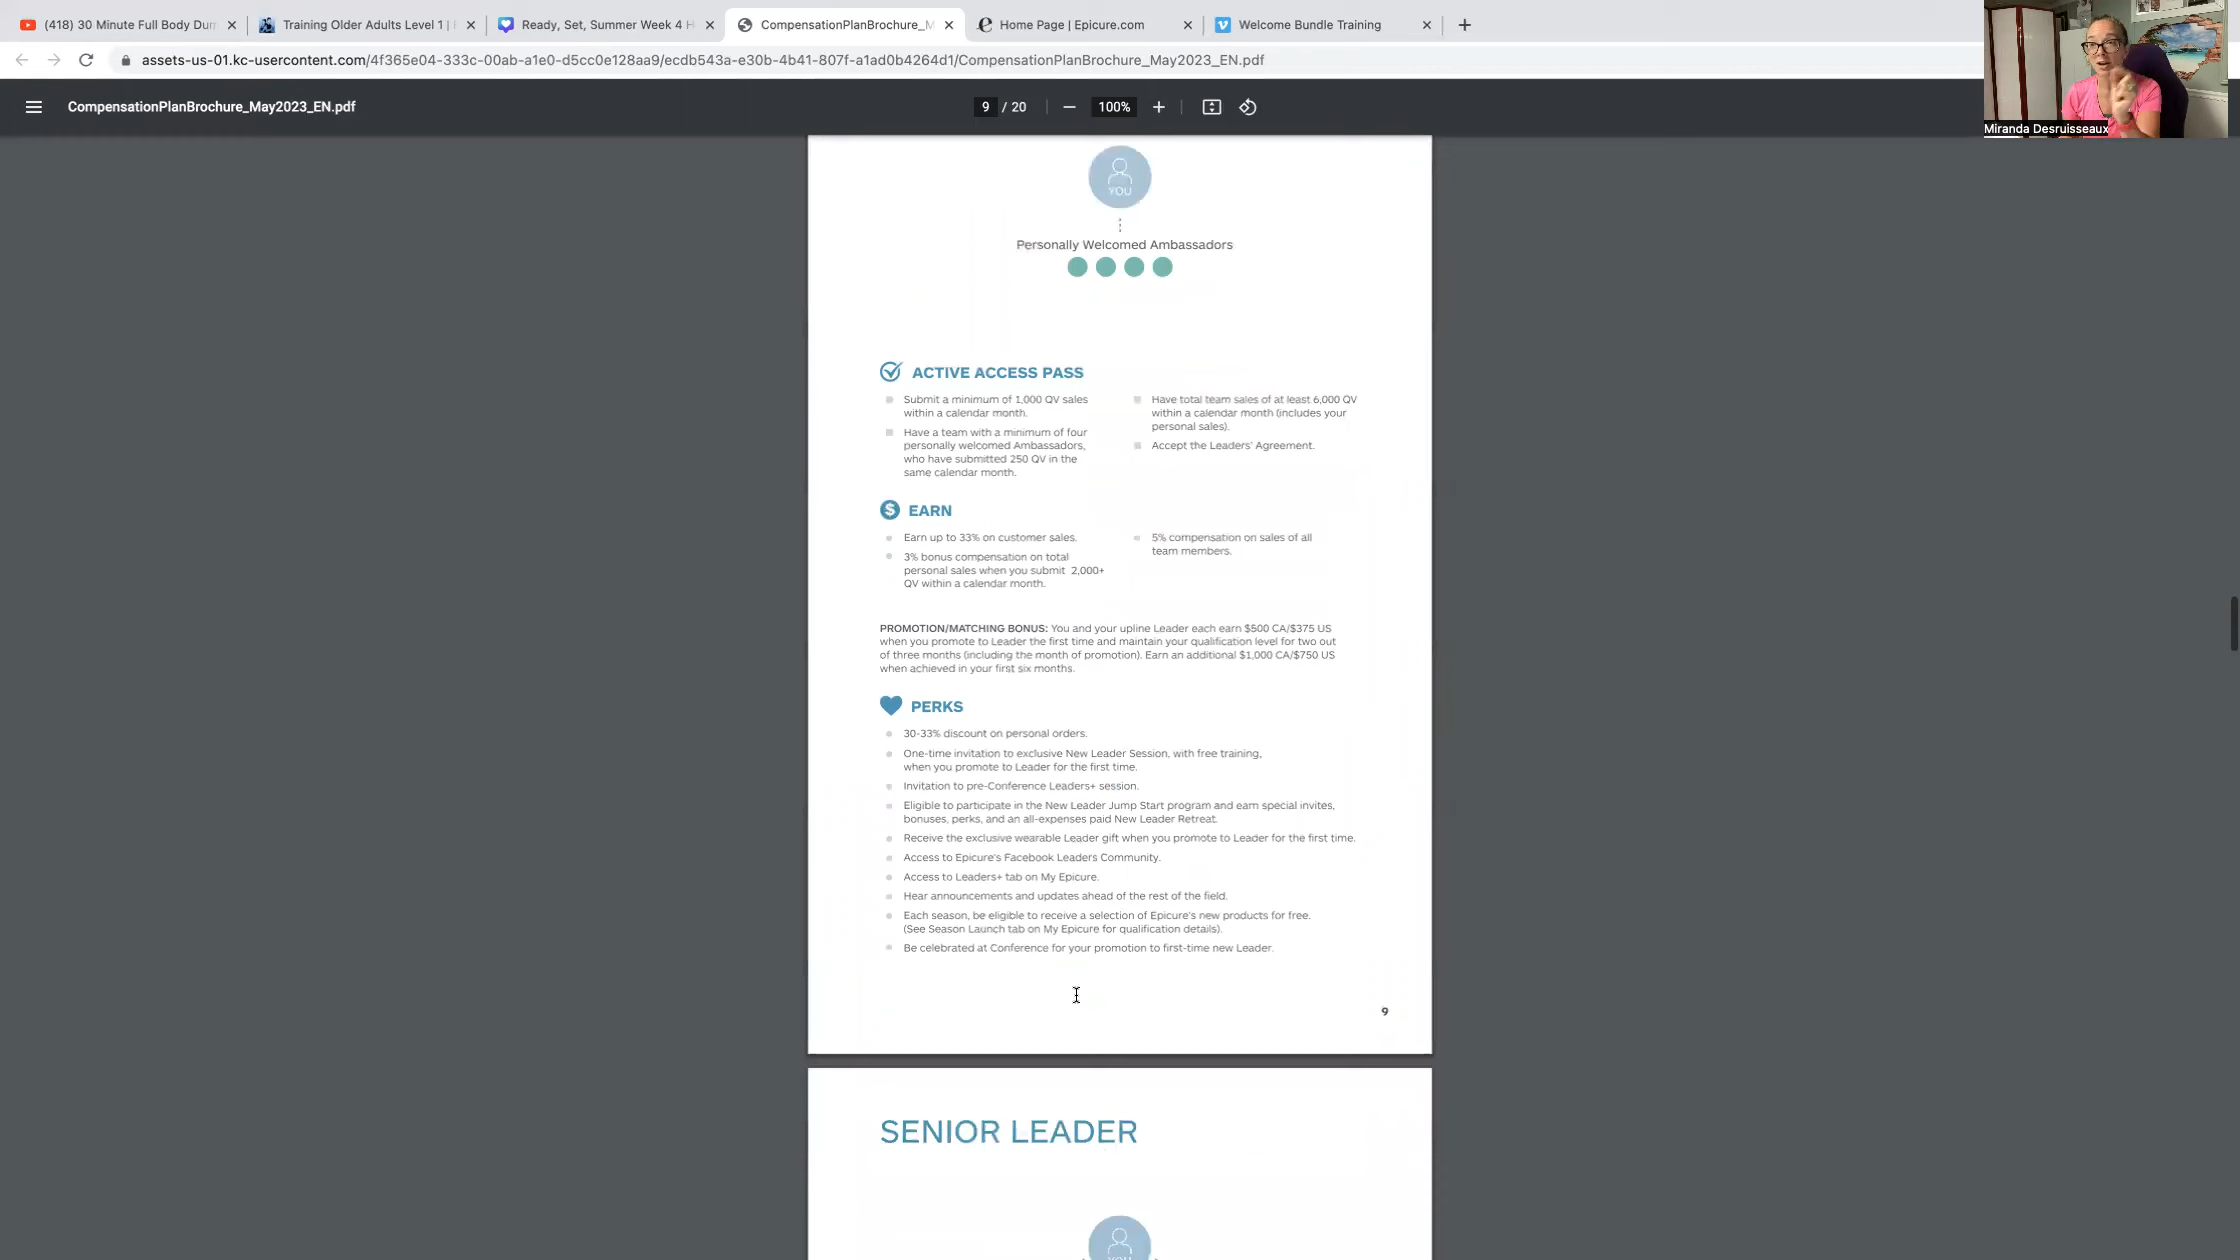 (418) 30 Minute Full Body Dum
Training Older Adults Level 1 |
Ready, Set, Summer Week 4 H
CompensationPlanBrochure_M
Home Page | Epicure.com
Welcome Bundle Training
assets-us-01.kc-usercontent.com/4f365e04-333c-00ab-a1e0-d5cc0e128aa9/ecdb543a-e30b-4b41-807f-a1ad0b4264d1/CompensationPlanBrochure_May2023_EN.pdf
CompensationPlanBrochure_May2023_EN.pdf
9 / 20
100%
Miranda Desruisseaux
YOU
Personally Welcomed Ambassadors
ACTIVE ACCESS PASS
Submit a minimum of 1,000 QV sales
within a calendar month.
Have a team with a minimum of four
personally welcomed Ambassadors,
who have submitted 250 QV in the
same calendar month.
Have total team sales of at least 6,000 QV
within a calendar month (includes your
personal sales).
Accept the Leaders' Agreement.
EARN
Earn up to 33% on customer sales.
3% bonus compensation on total
personal sales when you submit 2,000+
QV within a calendar month.
5% compensation on sales of all
team members.
PROMOTION/MATCHING BONUS: You and your upline Leader each earn $500 CA/$375 US
when you promote to Leader the first time and maintain your qualification level for two out
of three months (including the month of promotion). Earn an additional $1,000 CA/$750 US
when achieved in your first six months.
PERKS
30-33% discount on personal orders.
One-time invitation to exclusive New Leader Session, with free training,
when you promote to Leader for the first time.
Invitation to pre-Conference Leaders+ session.
Eligible to participate in the New Leader Jump Start program and earn special invites,
bonuses, perks, and an all-expenses paid New Leader Retreat.
Receive the exclusive wearable Leader gift when you promote to Leader for the first time.
Access to Epicure's Facebook Leaders Community.
Access to Leaders+ tab on My Epicure.
Hear announcements and updates ahead of the rest of the field.
Each season, be eligible to receive a selection of Epicure's new products for free.
(See Season Launch tab on My Epicure for qualification details).
Be celebrated at Conference for your promotion to first-time new Leader.
9
SENIOR LEADER
YOU